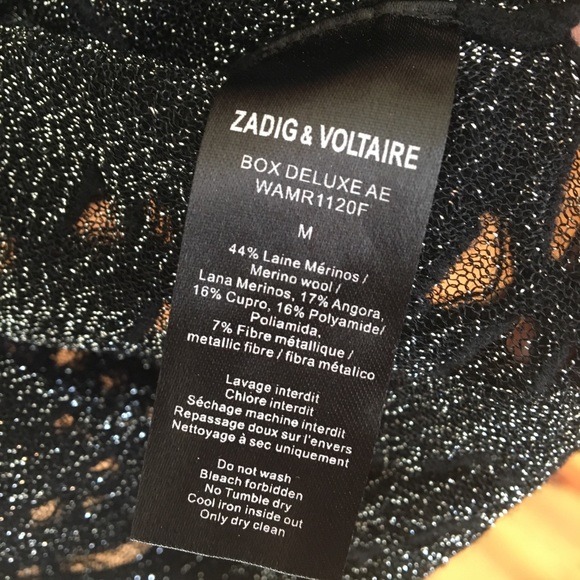 ZADIG & VOLTAIRE
BOX DELUXE AE
WAMR1120F
M
44% Laine Mérinos /
Merino wool /
Lana Merinos, 17% Angora,
16% Cupro, 16% Polyamide/
Poliamida,
7% Fibre métallique /
metallic fibre / fibra metálico
Lavage interdit
Chlore interdit
Séchage machine interdit
Repassage doux sur l'envers
Nettoyage à sec uniquement
Do not wash
Bleach forbidden
No Tumble dry
Cool iron inside out
Only dry clean